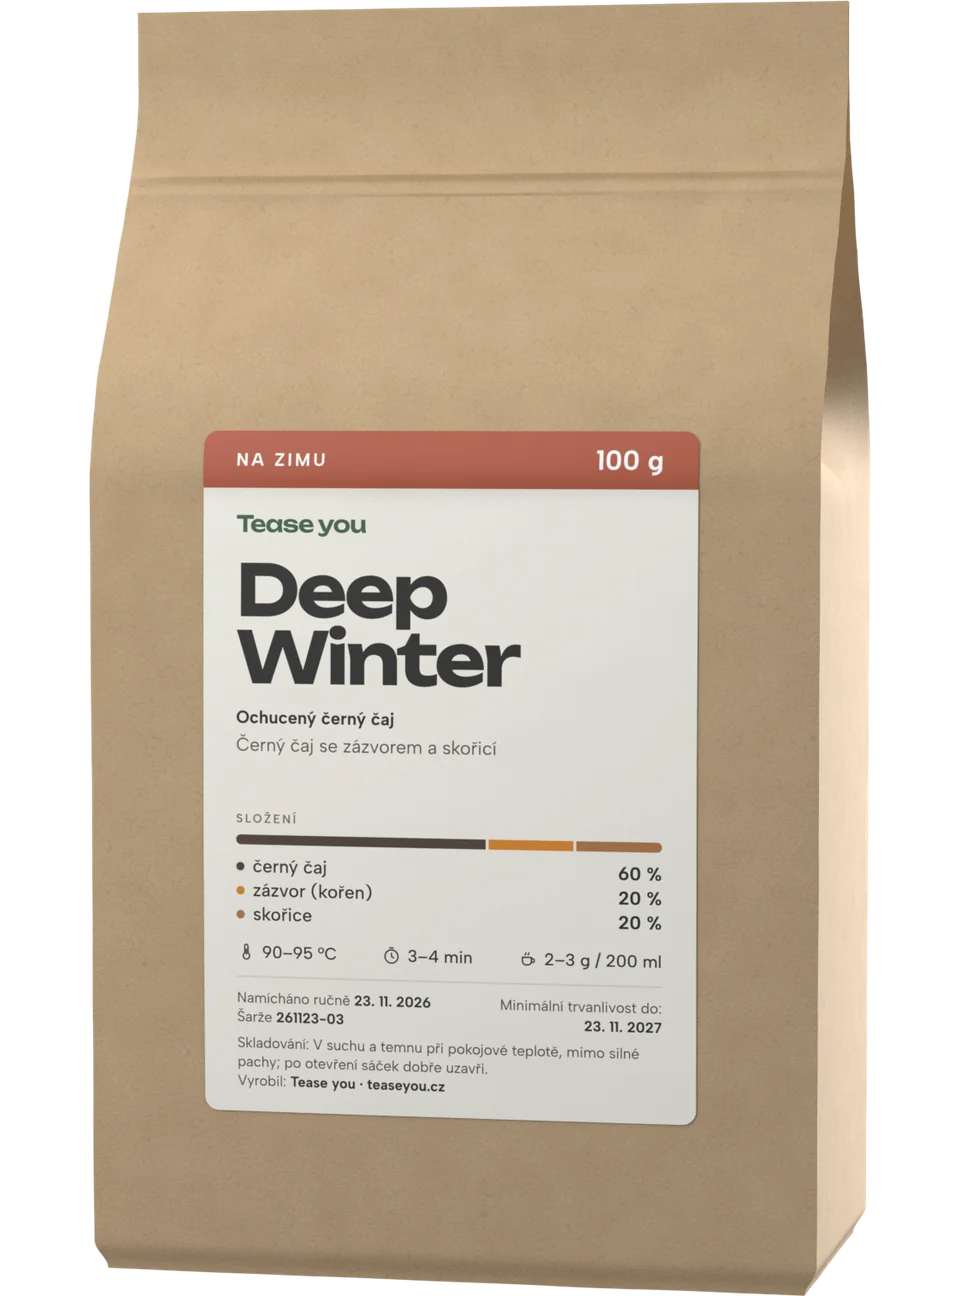 NA ZIMU 100 g
Tease you
Deep
Winter
Ochucený černý čaj
Černý čaj se zázvorem a skořicí
SLOŽENÍ
černý čaj 60 %
zázvor (kořen) 20 %
skořice 20 %
90–95 °C 3–4 min 2–3 g / 200 ml
Namícháno ručně 23. 11. 2026 Minimální trvanlivost do:
Šarže 261123-03 23. 11. 2027
Skladování: V suchu a temnu při pokojové teplotě, mimo silné
pachy; po otevření sáček dobře uzavři.
Vyrobil: Tease you · teaseyou.cz